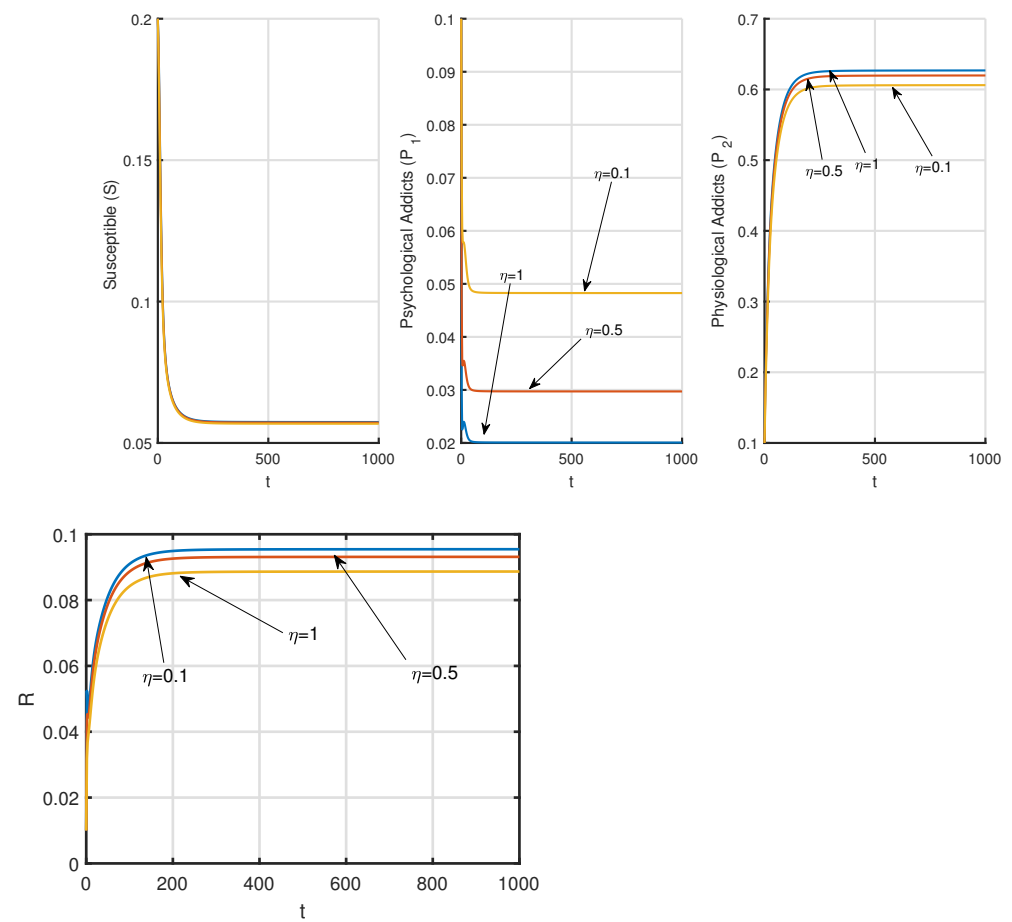 0.2
0.15
0.1
0.05
0
500
1000
t
Susceptible (S)
0.1
0.09
0.08
0.07
0.06
0.05
0.04
0.03
0.02
0
500
1000
t
Psychological Addicts (P 1)
η=0.1
η=1
η=0.5
0.7
0.6
0.5
0.4
0.3
0.2
0.1
0
500
1000
t
Physiological Addicts (P 2)
η=0.5
η=1
η=0.1
0.1
0.08
0.06
0.04
0.02
0
0
200
400
600
800
1000
t
R
η=0.1
η=1
η=0.5